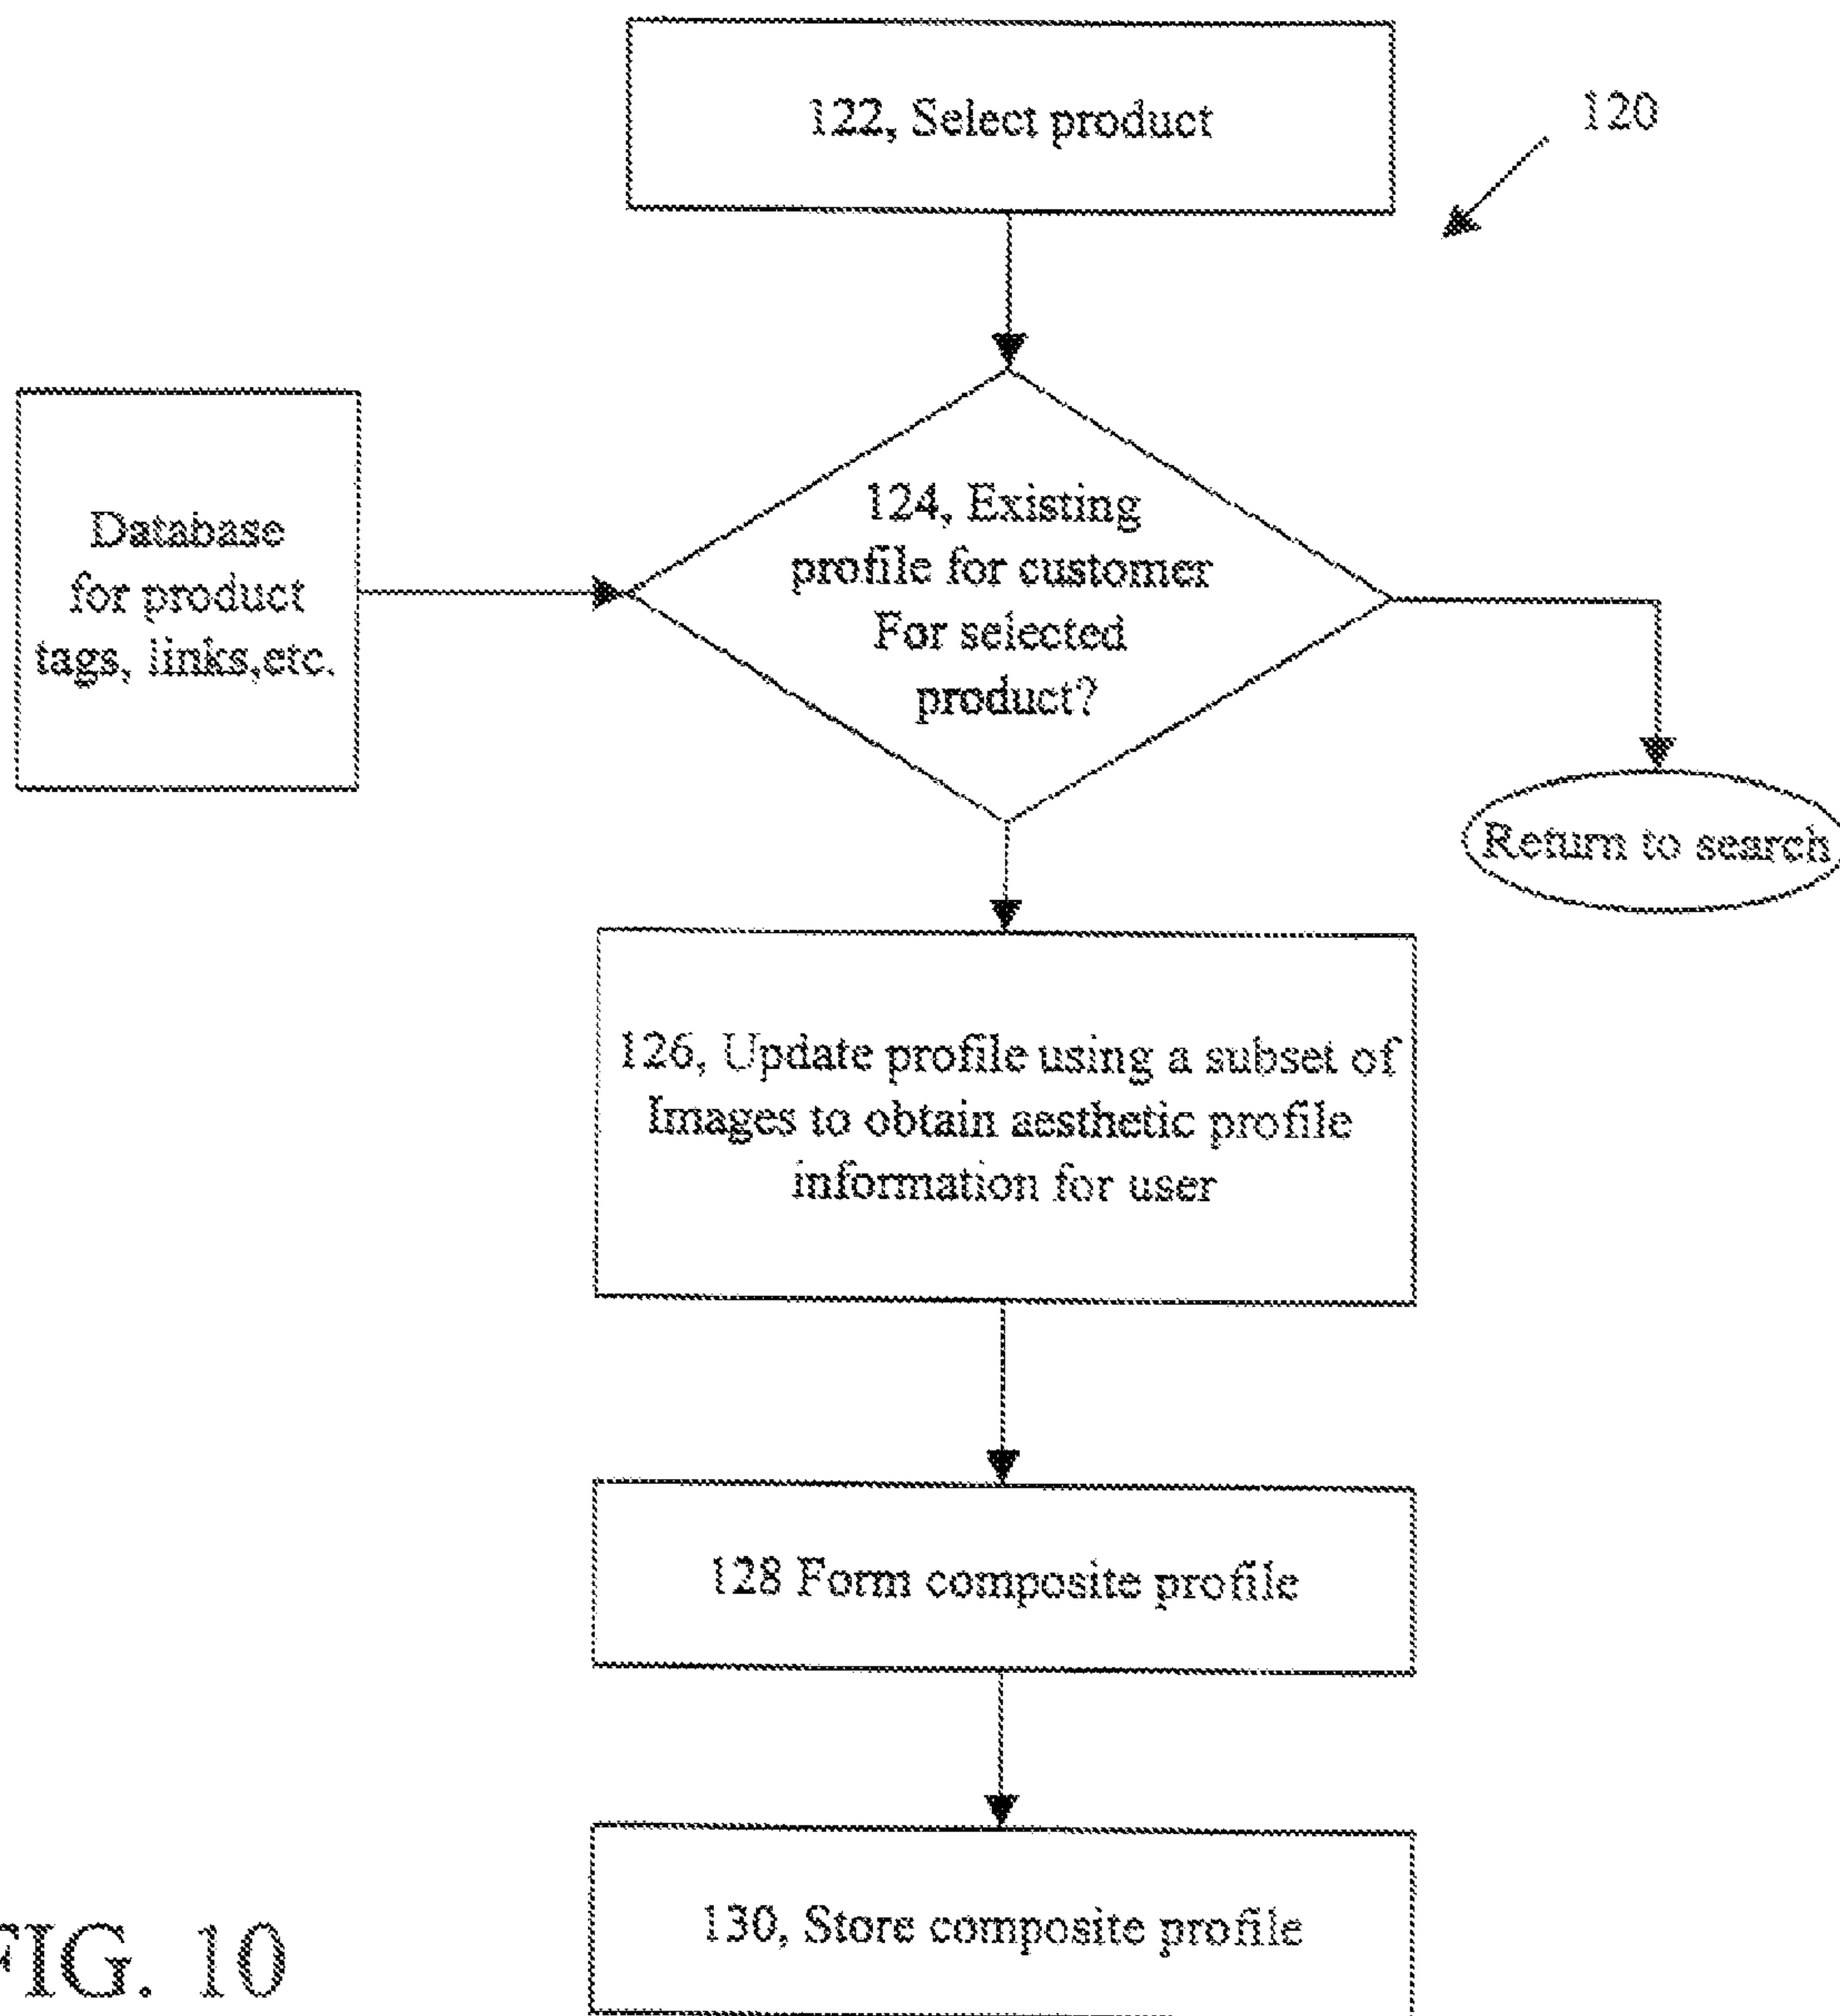 122, Select product
120
Database
for product
tags, links,etc.
124, Existing
profile for customer
For selected
product?
Return to search
126, Update profile using a subset of
Images to obtain aesthetic profile
information for user
128 Form composite profile
130, Store composite profile
FIG. 10